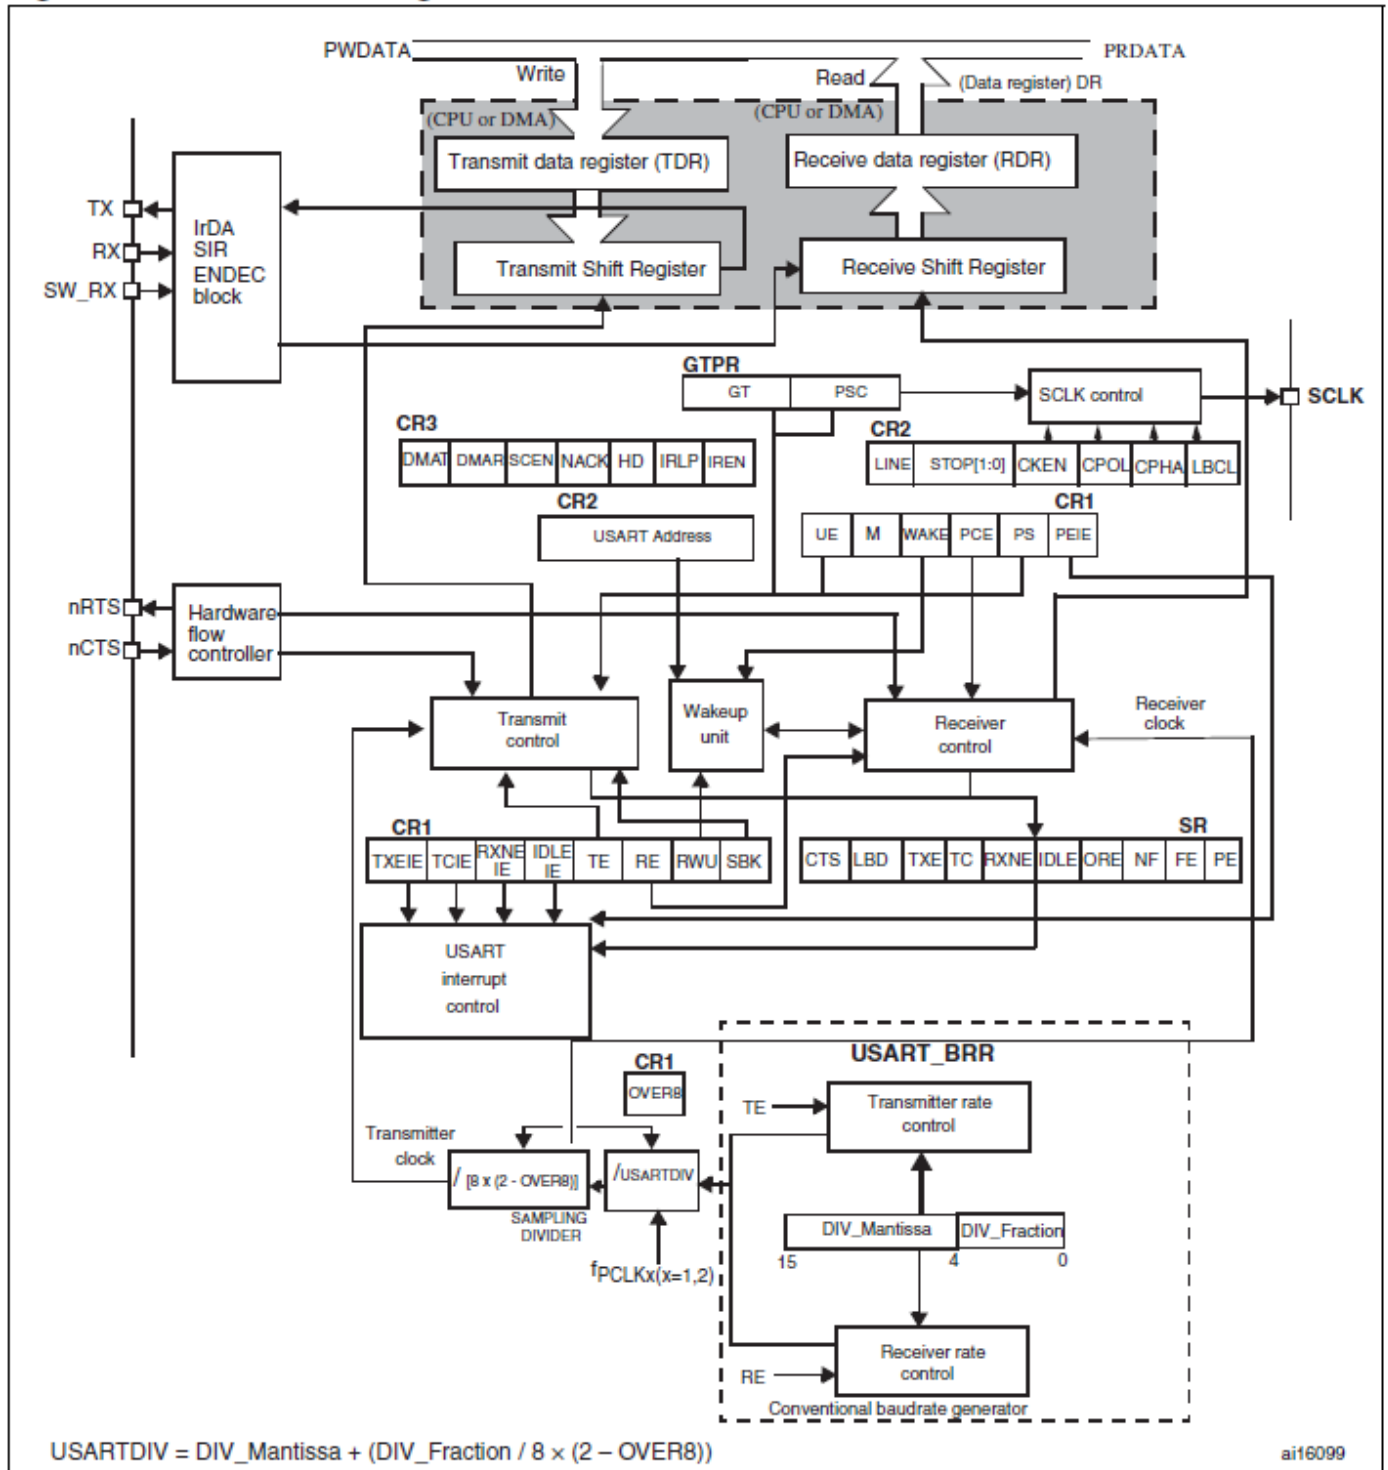 PWDATA
PRDATA
Write
Read
(Data register) DR
(CPU or DMA)
(CPU or DMA)
Transmit data register (TDR)
Receive data register (RDR)
TX
RX
SW_RX
IrDA
SIR
ENDEC
block
Transmit Shift Register
Receive Shift Register
GTPR
GT
PSC
SCLK control
SCLK
CR3
DMAT DMAR SCEN NACK HD IRLP IREN
CR2
LINE STOP[1:0] CKEN CPOL CPHA LBCL
CR2
USART Address
CR1
UE M WAKE PCE PS PEIE
nRTS
nCTS
Hardware
flow
controller
Transmit
control
Wakeup
unit
Receiver
control
Receiver
clock
CR1
TXEIE TCIE RXNE IE IDLE IE TE RE RWU SBK
SR
CTS LBD TXE TC RXNE IDLE ORE NF FE PE
USART
interrupt
control
USART_BRR
CR1
OVER8
TE
Transmitter rate
control
Transmitter
clock
/ [8 x (2 - OVER8)]
/USARTDIV
SAMPLING
DIVIDER
fPCLKx(x=1,2)
DIV_Mantissa DIV_Fraction
15 4 0
RE
Receiver rate
control
Conventional baudrate generator
USARTDIV = DIV_Mantissa + (DIV_Fraction / 8 × (2 – OVER8))
ai16099